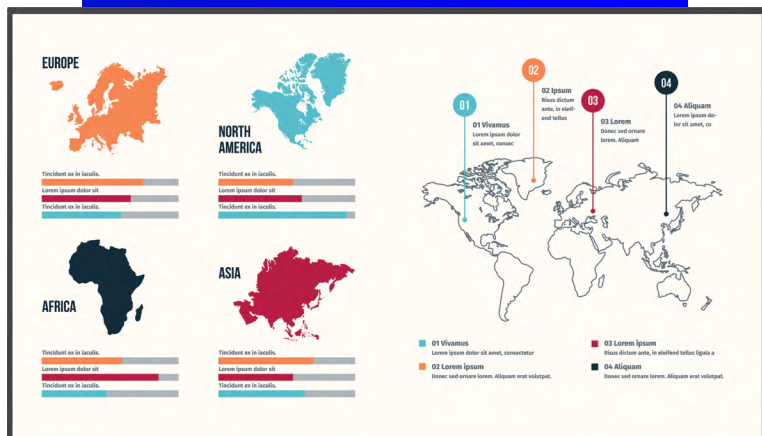 EUROPE
Tincidunt ex in iaculis.
Lorem ipsum dolor sit
Tincidunt ex in iaculis.
NORTH
AMERICA
Tincidunt ex in iaculis.
Lorem ipsum dolor sit
Tincidunt ex in iaculis.
AFRICA
Tincidunt ex in iaculis.
Lorem ipsum dolor sit
Tincidunt ex in iaculis.
ASIA
Tincidunt ex in iaculis.
Lorem ipsum dolor sit
Tincidunt ex in iaculis.
01
01 Vivamus
Lorem ipsum dolor
sit amet, consec
02
02 Ipsum
Risus dictum
ante, in eleif-
end tellus
03
03 Lorem
Donec sed ornare
lorem. Aliquam
04
04 Aliquam
Lorem ipsum do-
lor sit amet, co
01 Vivamus
Lorem ipsum dolor sit amet, consectetur
02 Lorem ipsum
Donec sed ornare lorem. Aliquam erat volutpat.
03 Lorem ipsum
Risus dictum ante, in eleifend tellus ligula a
04 Aliquam
Donec sed ornare lorem. Aliquam erat volutpat.